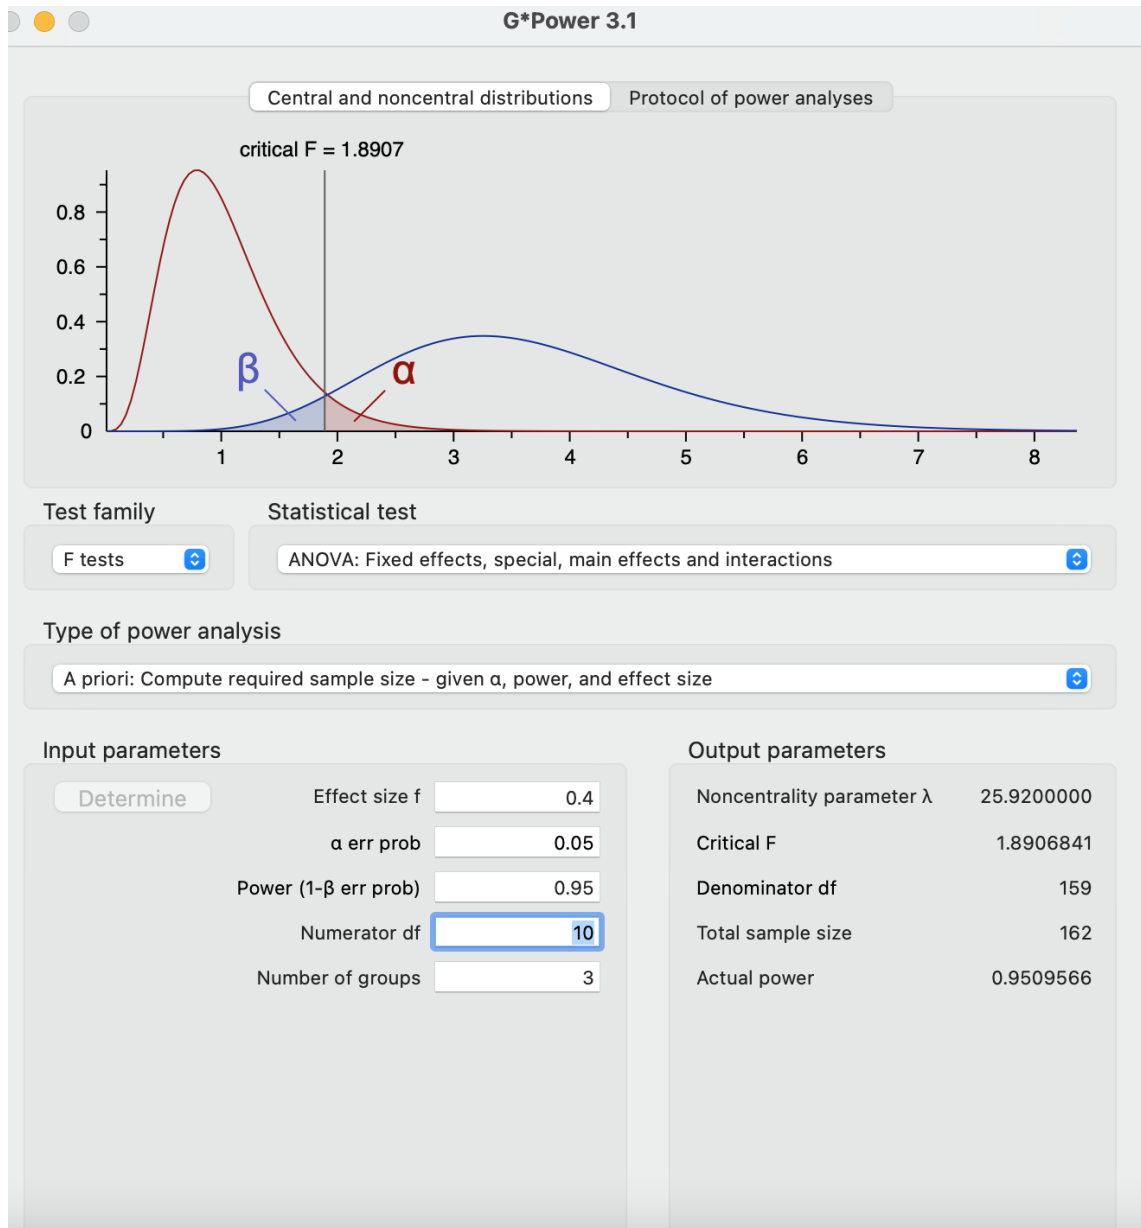 G*Power 3.1
Central and noncentral distributions Protocol of power analyses
critical F = 1.8907
0.8
0.6
0.4
0.2
0
β α
1 2 3 4 5 6 7 8
Test family Statistical test
F tests ANOVA: Fixed effects, special, main effects and interactions
Type of power analysis
A priori: Compute required sample size - given α, power, and effect size
Input parameters Output parameters
Determine Effect size f 0.4 Noncentrality parameter λ 25.9200000
α err prob 0.05 Critical F 1.8906841
Power (1-β err prob) 0.95 Denominator df 159
Numerator df 10 Total sample size 162
Number of groups 3 Actual power 0.9509566